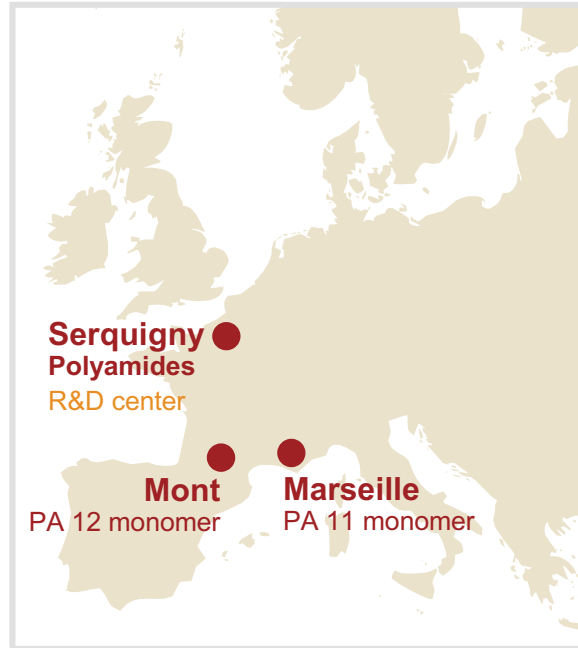 Serquigny
Polyamides
R&D center
Mont
PA 12 monomer
Marseille
PA 11 monomer